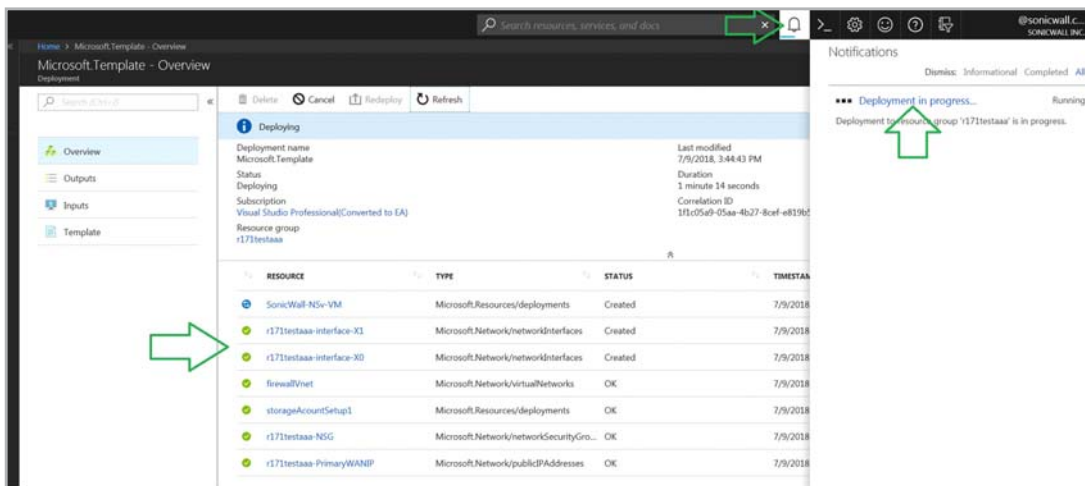 Search resources, services, and docs
@sonicwall.c...
SONICWALL INC.
Home > Microsoft.Template - Overview
Microsoft.Template - Overview
Deployment
Search (Ctrl+/)
Overview
Outputs
Inputs
Template
Delete Cancel Redeploy Refresh
Deploying
Deployment name
Microsoft.Template
Status
Deploying
Subscription
Visual Studio Professional(Converted to EA)
Resource group
r171testaaa
Last modified
7/9/2018, 3:44:43 PM
Duration
1 minute 14 seconds
Correlation ID
1f1c05a9-05aa-4b27-8cef-e819b5
RESOURCE TYPE STATUS TIMESTAM
SonicWall-NSv-VM Microsoft.Resources/deployments Created 7/9/2018
r171testaaa-interface-X1 Microsoft.Network/networkInterfaces Created 7/9/2018
r171testaaa-interface-X0 Microsoft.Network/networkInterfaces Created 7/9/2018
firewallVnet Microsoft.Network/virtualNetworks OK 7/9/2018
storageAcountSetup1 Microsoft.Resources/deployments OK 7/9/2018
r171testaaa-NSG Microsoft.Network/networkSecurityGro... OK 7/9/2018
r171testaaa-PrimaryWANIP Microsoft.Network/publicIPAddresses OK 7/9/2018
Notifications
Dismiss: Informational Completed All
Deployment in progress... Running
Deployment to resource group 'r171testaaa' is in progress.